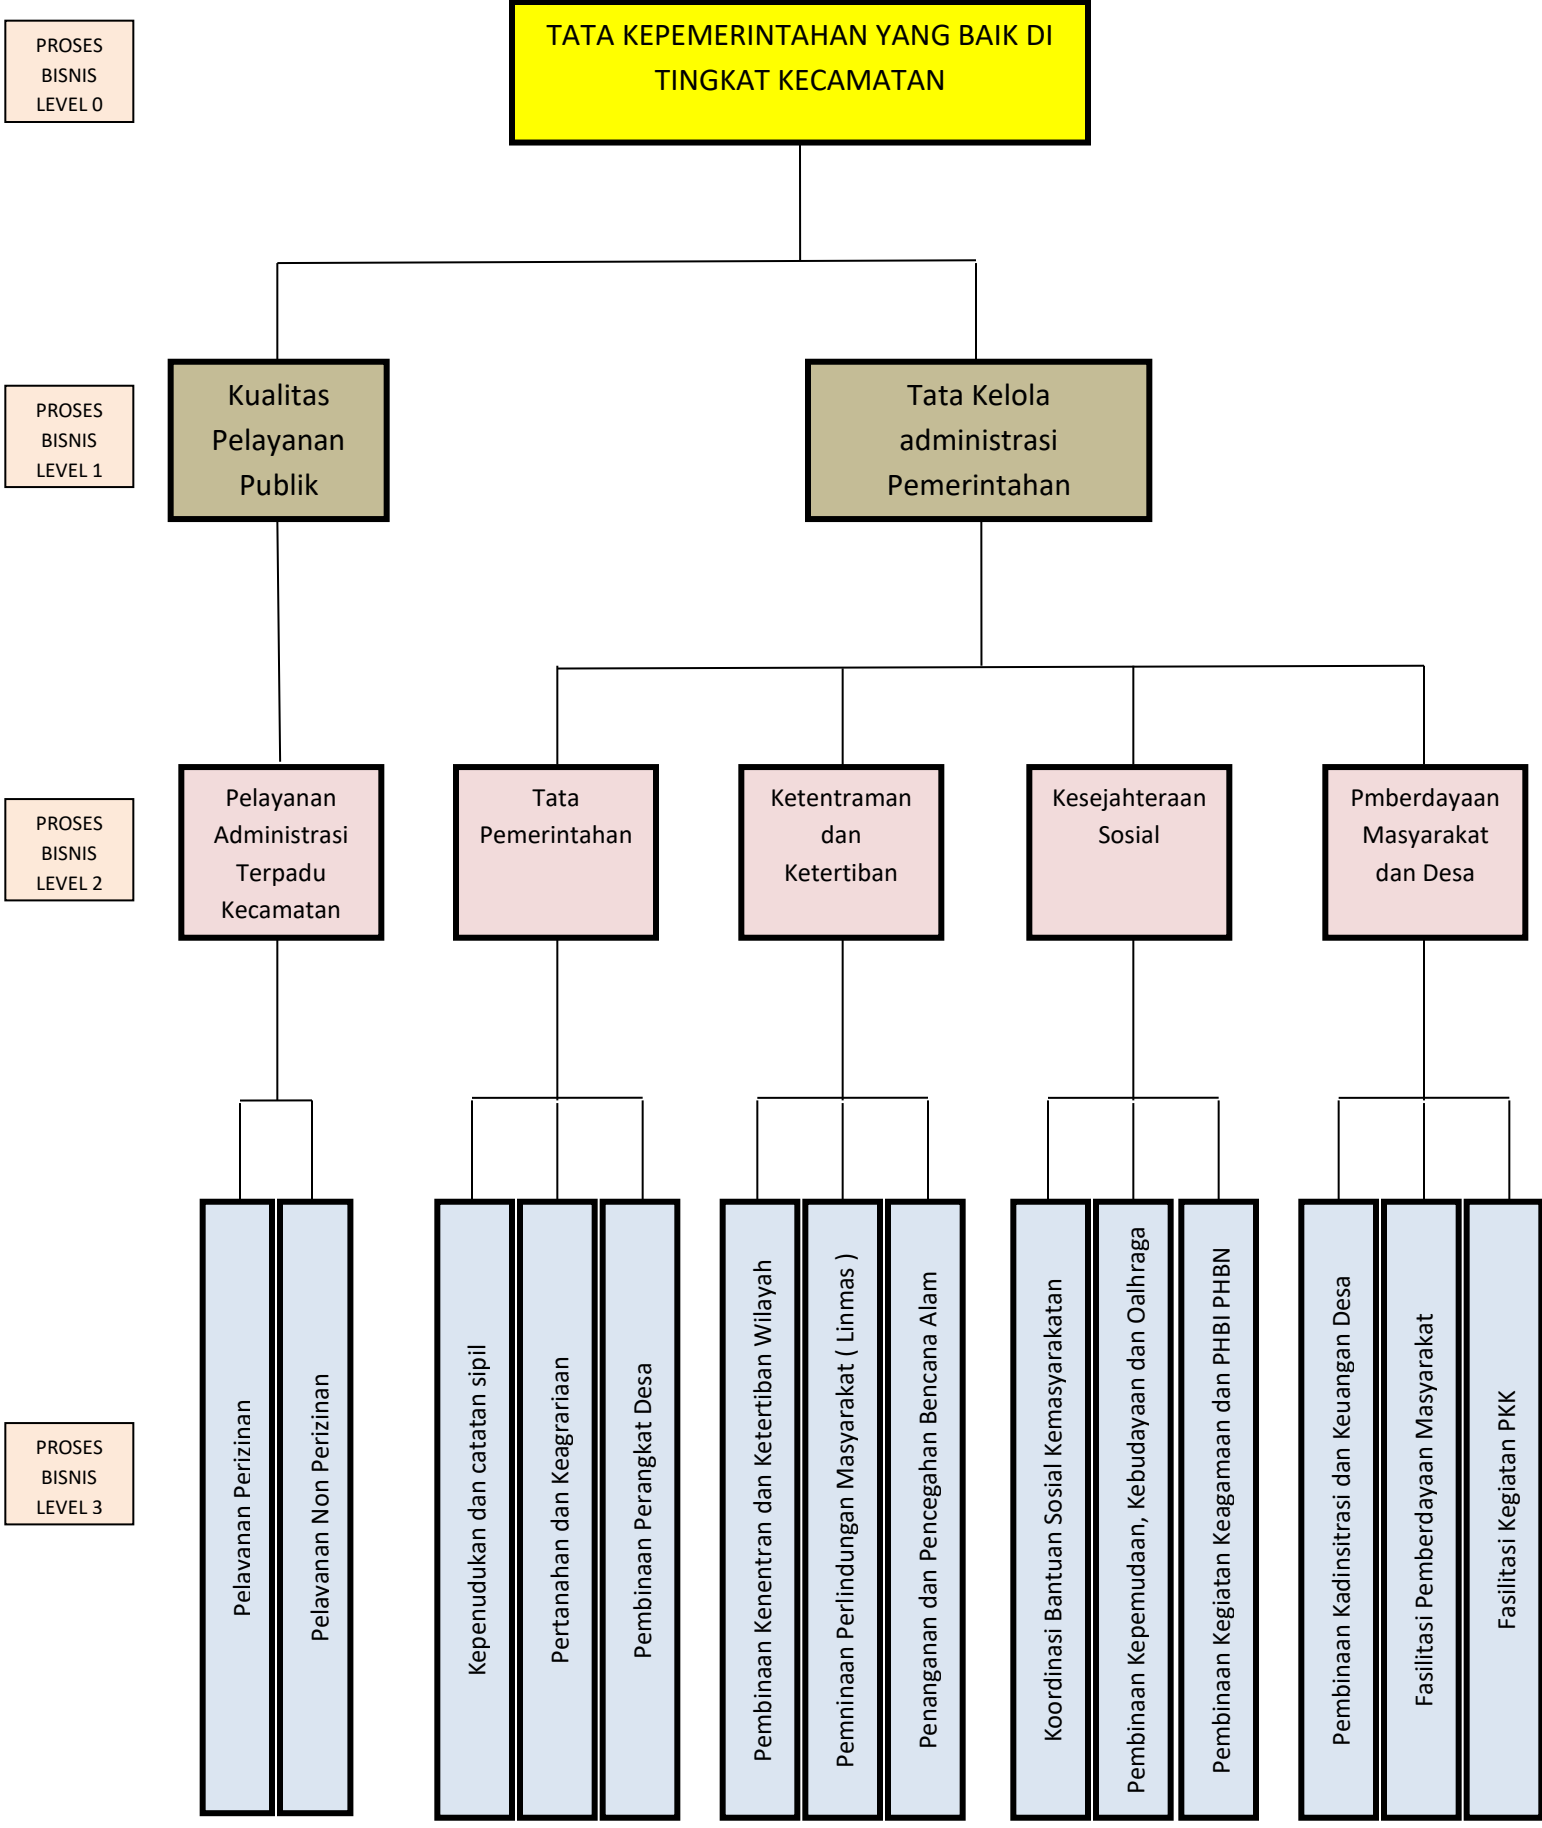 PROSES
BISNIS
LEVEL 0
TATA KEPEMERINTAHAN YANG BAIK DI
TINGKAT KECAMATAN
PROSES
BISNIS
LEVEL 1
Kualitas
Pelayanan
Publik
Tata Kelola
administrasi
Pemerintahan
PROSES
BISNIS
LEVEL 2
Pelayanan
Administrasi
Terpadu
Kecamatan
Tata
Pemerintahan
Ketentraman
dan
Ketertiban
Kesejahteraan
Sosial
Pmberdayaan
Masyarakat
dan Desa
PROSES
BISNIS
LEVEL 3
Pelavanan Perizinan
Pelavanan Non Perizinan
Kepenudukan dan catatan sipil
Pertanahan dan Keagrariaan
Pembinaan Perangkat Desa
Pembinaan Kenentran dan Ketertiban Wilayah
Pemninaan Perlindungan Masyarakat ( Linmas )
Penanganan dan Pencegahan Bencana Alam
Koordinasi Bantuan Sosial Kemasyarakatan
Pembinaan Kepemudaan, Kebudayaan dan Oalhraga
Pembinaan Kegiatan Keagamaan dan PHBI PHBN
Pembinaan Kadinsitrasi dan Keuangan Desa
Fasilitasi Pemberdayaan Masyarakat
Fasilitasi Kegiatan PKK